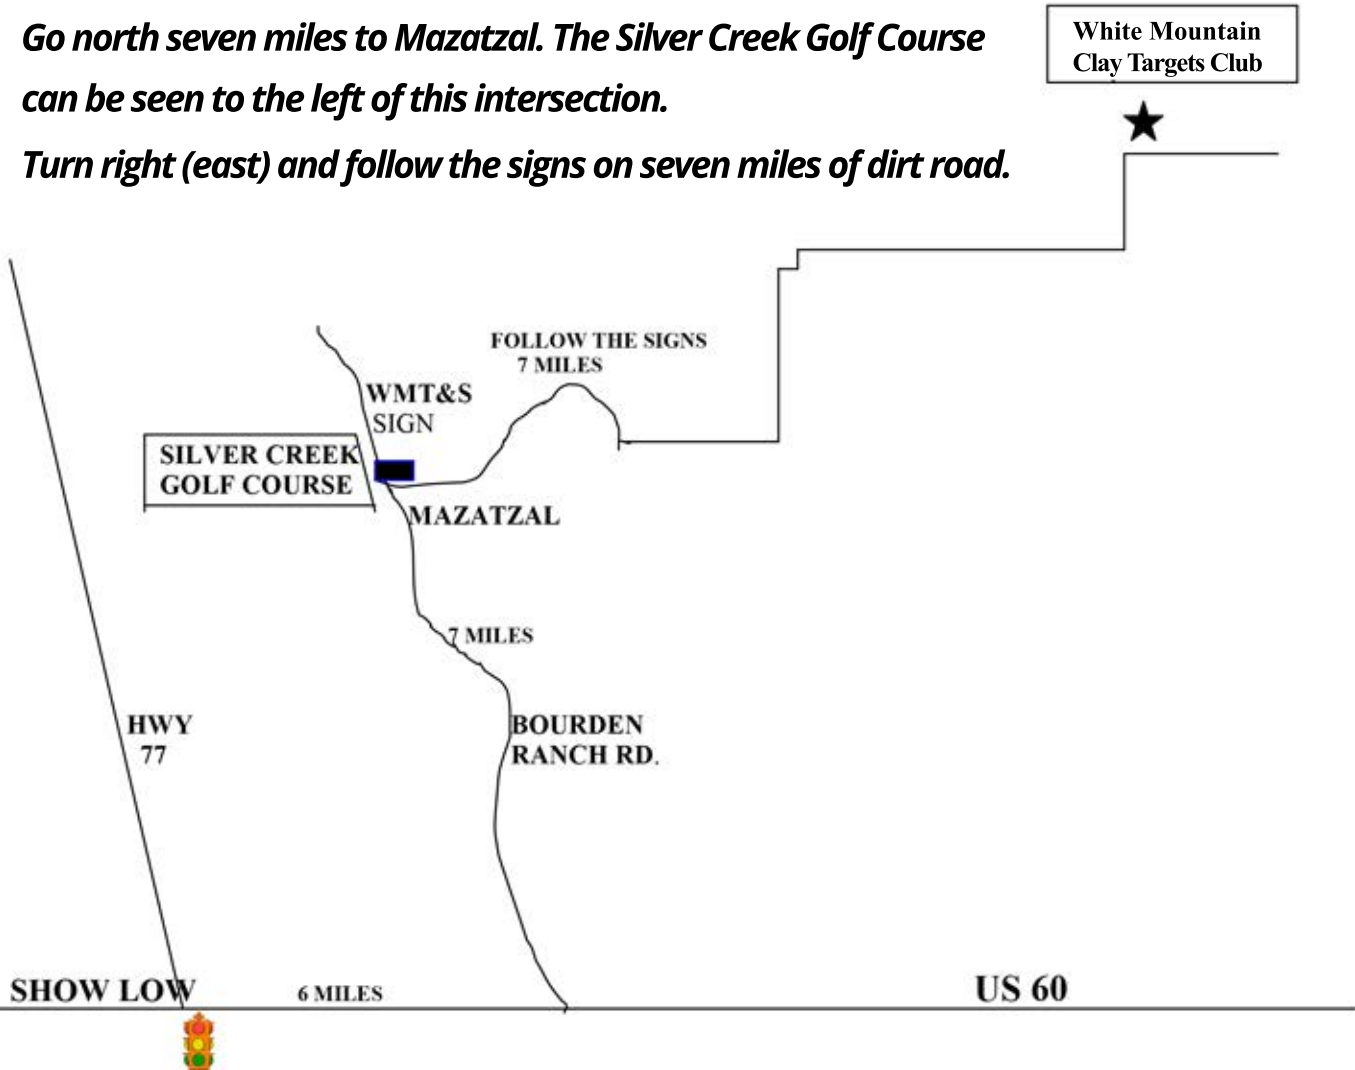 Go north seven miles to Mazatzal. The Silver Creek Golf Course
can be seen to the left of this intersection.
Turn right (east) and follow the signs on seven miles of dirt road.
White Mountain
Clay Targets Club
FOLLOW THE SIGNS
7 MILES
WMT&S
SIGN
SILVER CREEK
GOLF COURSE
MAZATZAL
7 MILES
HWY
77
BOURDEN
RANCH RD.
SHOW LOW
6 MILES
US 60